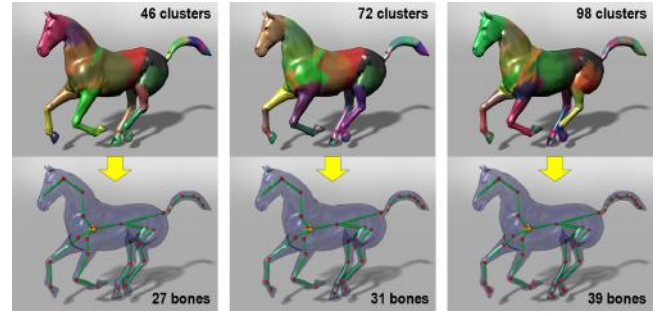 46 clusters
72 clusters
98 clusters
27 bones
31 bones
39 bones